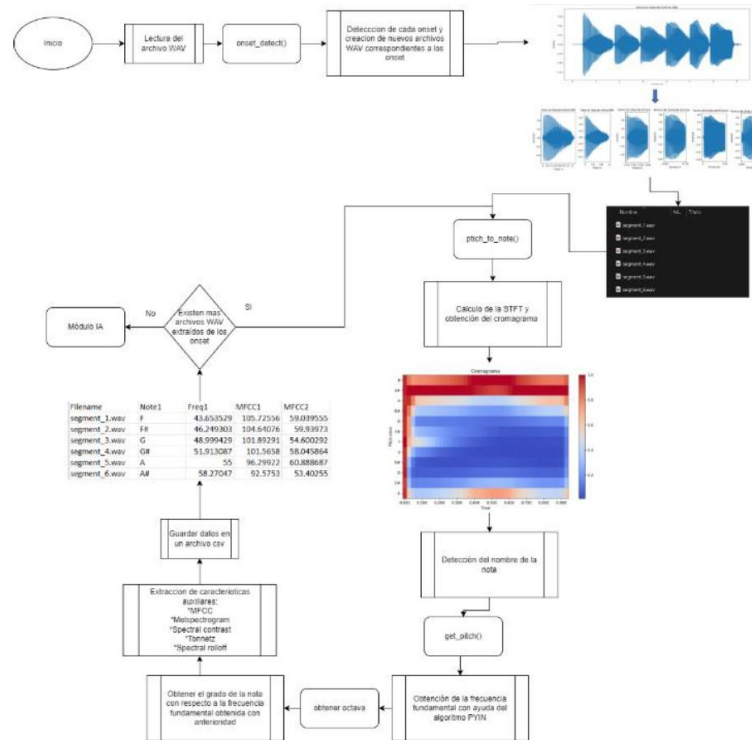 Inicio
Lectura del
archivo WAV
onset_detect()
Detecccion de cada onset y
creacion de nuevos archivos
WAV correspondientes a los
onset
Nombre
Título
segment_1.wav
segment_2.wav
segment_3.wav
segment_4.wav
segment_5.wav
segment_6.wav
pitch_to_note()
Calculo de la STFT y
obtención del cromagrama
Módulo IA
No
Existen mas
archivos WAV
extraídos de los
onset
Si
Cromagrama
Time
Filename Note1 Freq1 MFCC1 MFCC2
segment_1.wav F 43.653529 105.72556 59.039555
segment_2.wav F# 46.249303 104.64076 59.93973
segment_3.wav G 48.999429 101.89291 54.600292
segment_4.wav G# 51.913087 101.5658 58.045864
segment_5.wav A 55 96.29922 60.888687
segment_6.wav A# 58.27047 92.5753 53.40255
Guardar datos en
un archivo csv
Detección del nombre de la
nota
Extraccion de caracteristicas
auxiliares:
*MFCC
*Melspectrogram
*Spectral contrast
*Tonnetz
*Spectral rolloff
get_pitch()
Obtener el grado de la nota
con respecto a la frecuencia
fundamental obtenida con
anterioridad
obtener octava
Obtención de la frecuencia
fundamental con ayuda del
algoritmo PYIN